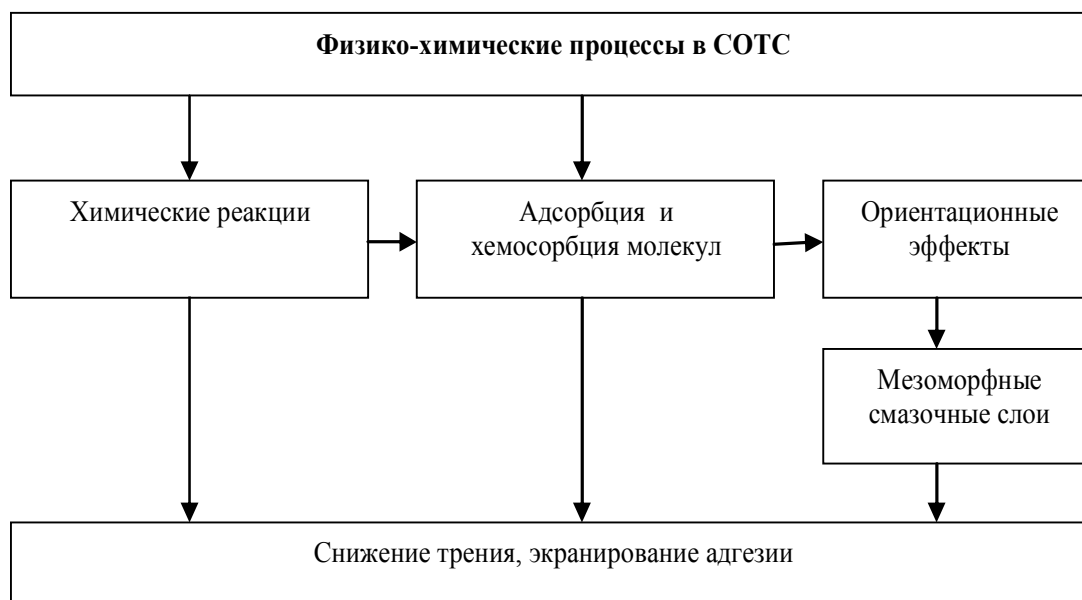 Физико-химические процессы в СОТС
Химические реакции
Адсорбция и
хемосорбция молекул
Ориентационные
эффекты
Мезоморфные
смазочные слои
Снижение трения, экранирование адгезии